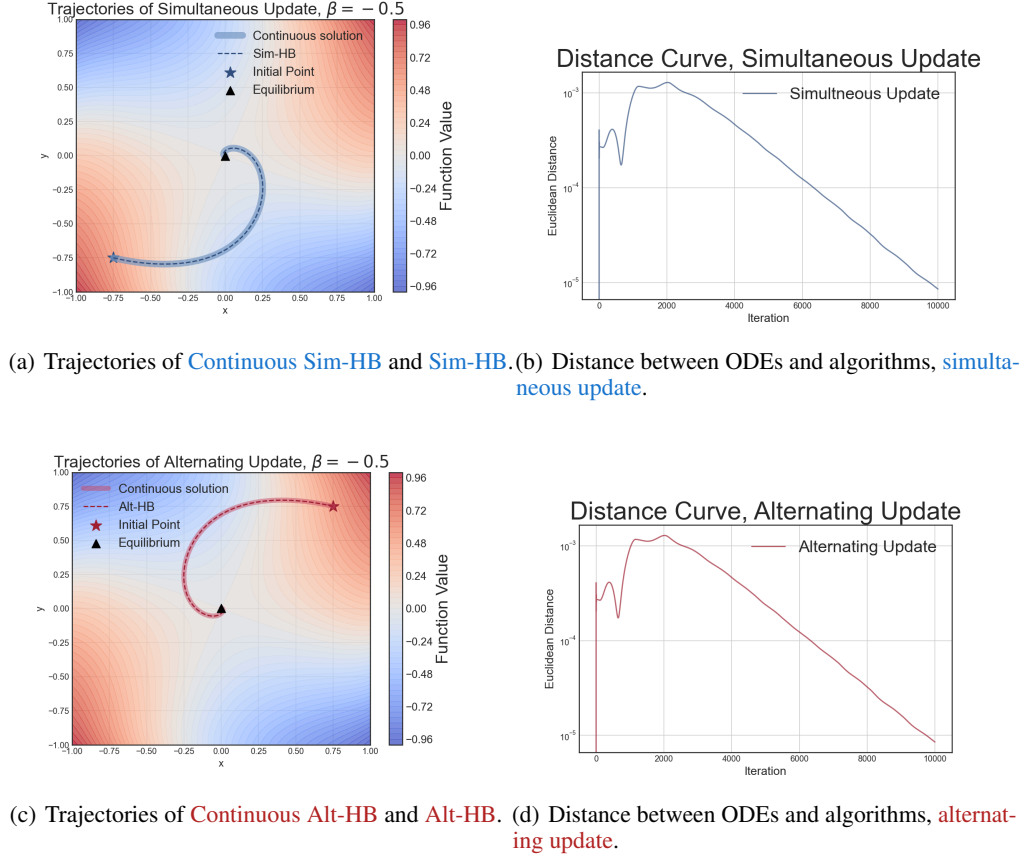 Trajectories of Simultaneous Update, β = −0.5
1.00
0.75
0.50
0.25
0.00
−0.25
−0.50
−0.75
−1.00
y
Continuous solution
Sim-HB
Initial Point
Equilibrium
−1.00 −0.75 −0.50 −0.25 0.00 0.25 0.50 0.75 1.00
x
0.96
0.72
0.48
0.24
0.00
−0.24
−0.48
−0.72
−0.96
Function Value
Distance Curve, Simultaneous Update
Simultneous Update
10⁻³
10⁻⁴
10⁻⁵
Euclidean Distance
0 2000 4000 6000 8000 10000
Iteration
(a) Trajectories of Continuous Sim-HB and Sim-HB.
(b) Distance between ODEs and algorithms, simulta-
neous update.
Trajectories of Alternating Update, β = −0.5
1.00
0.75
0.50
0.25
0.00
−0.25
−0.50
−0.75
−1.00
y
Continuous solution
Alt-HB
Initial Point
Equilibrium
−1.00 −0.75 −0.50 −0.25 0.00 0.25 0.50 0.75 1.00
x
0.96
0.72
0.48
0.24
0.00
−0.24
−0.48
−0.72
−0.96
Function Value
Distance Curve, Alternating Update
Alternating Update
10⁻³
10⁻⁴
10⁻⁵
Euclidean Distance
0 2000 4000 6000 8000 10000
Iteration
(c) Trajectories of Continuous Alt-HB and Alt-HB.
(d) Distance between ODEs and algorithms, alternat-
ing update.